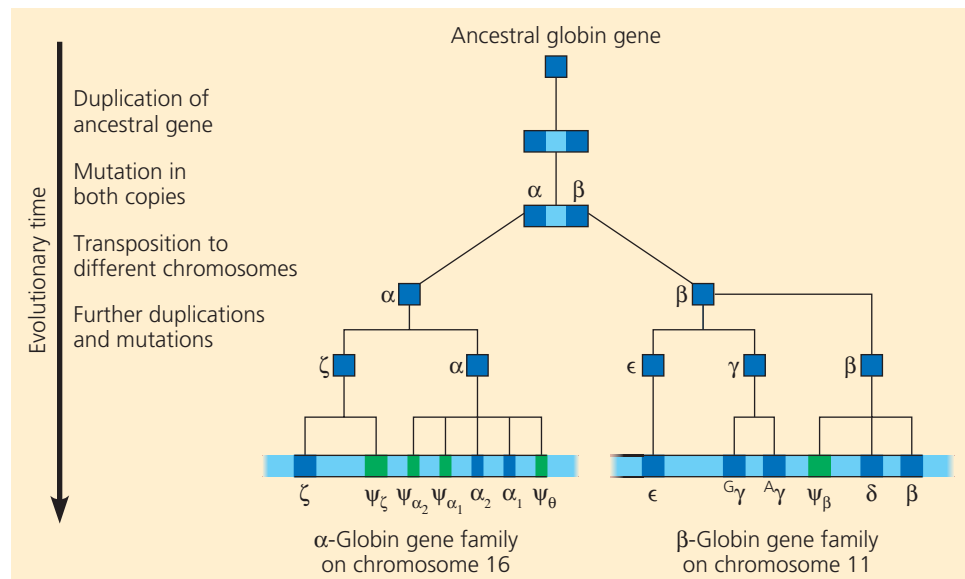 Ancestral globin gene
Evolutionary time
Duplication of
ancestral gene
Mutation in
both copies
α β
Transposition to
different chromosomes
α β
Further duplications
and mutations
ζ α ϵ γ β
ζ ψζ ψα₂ ψα₁ α₂ α₁ ψθ ϵ ᴳγ ᴬγ ψβ δ β
α-Globin gene family
on chromosome 16
β-Globin gene family
on chromosome 11